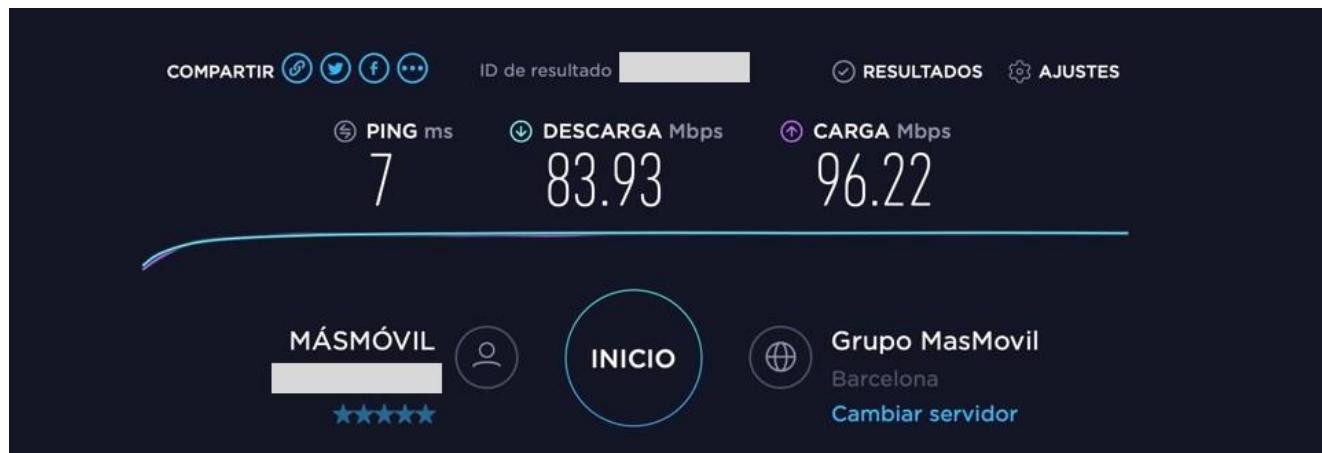 COMPARTIR ID de resultado RESULTADOS AJUSTES
PING ms DESCARGA Mbps CARGA Mbps
7 83.93 96.22
MÁSMÓVIL
INICIO
Grupo MasMovil
Barcelona
Cambiar servidor